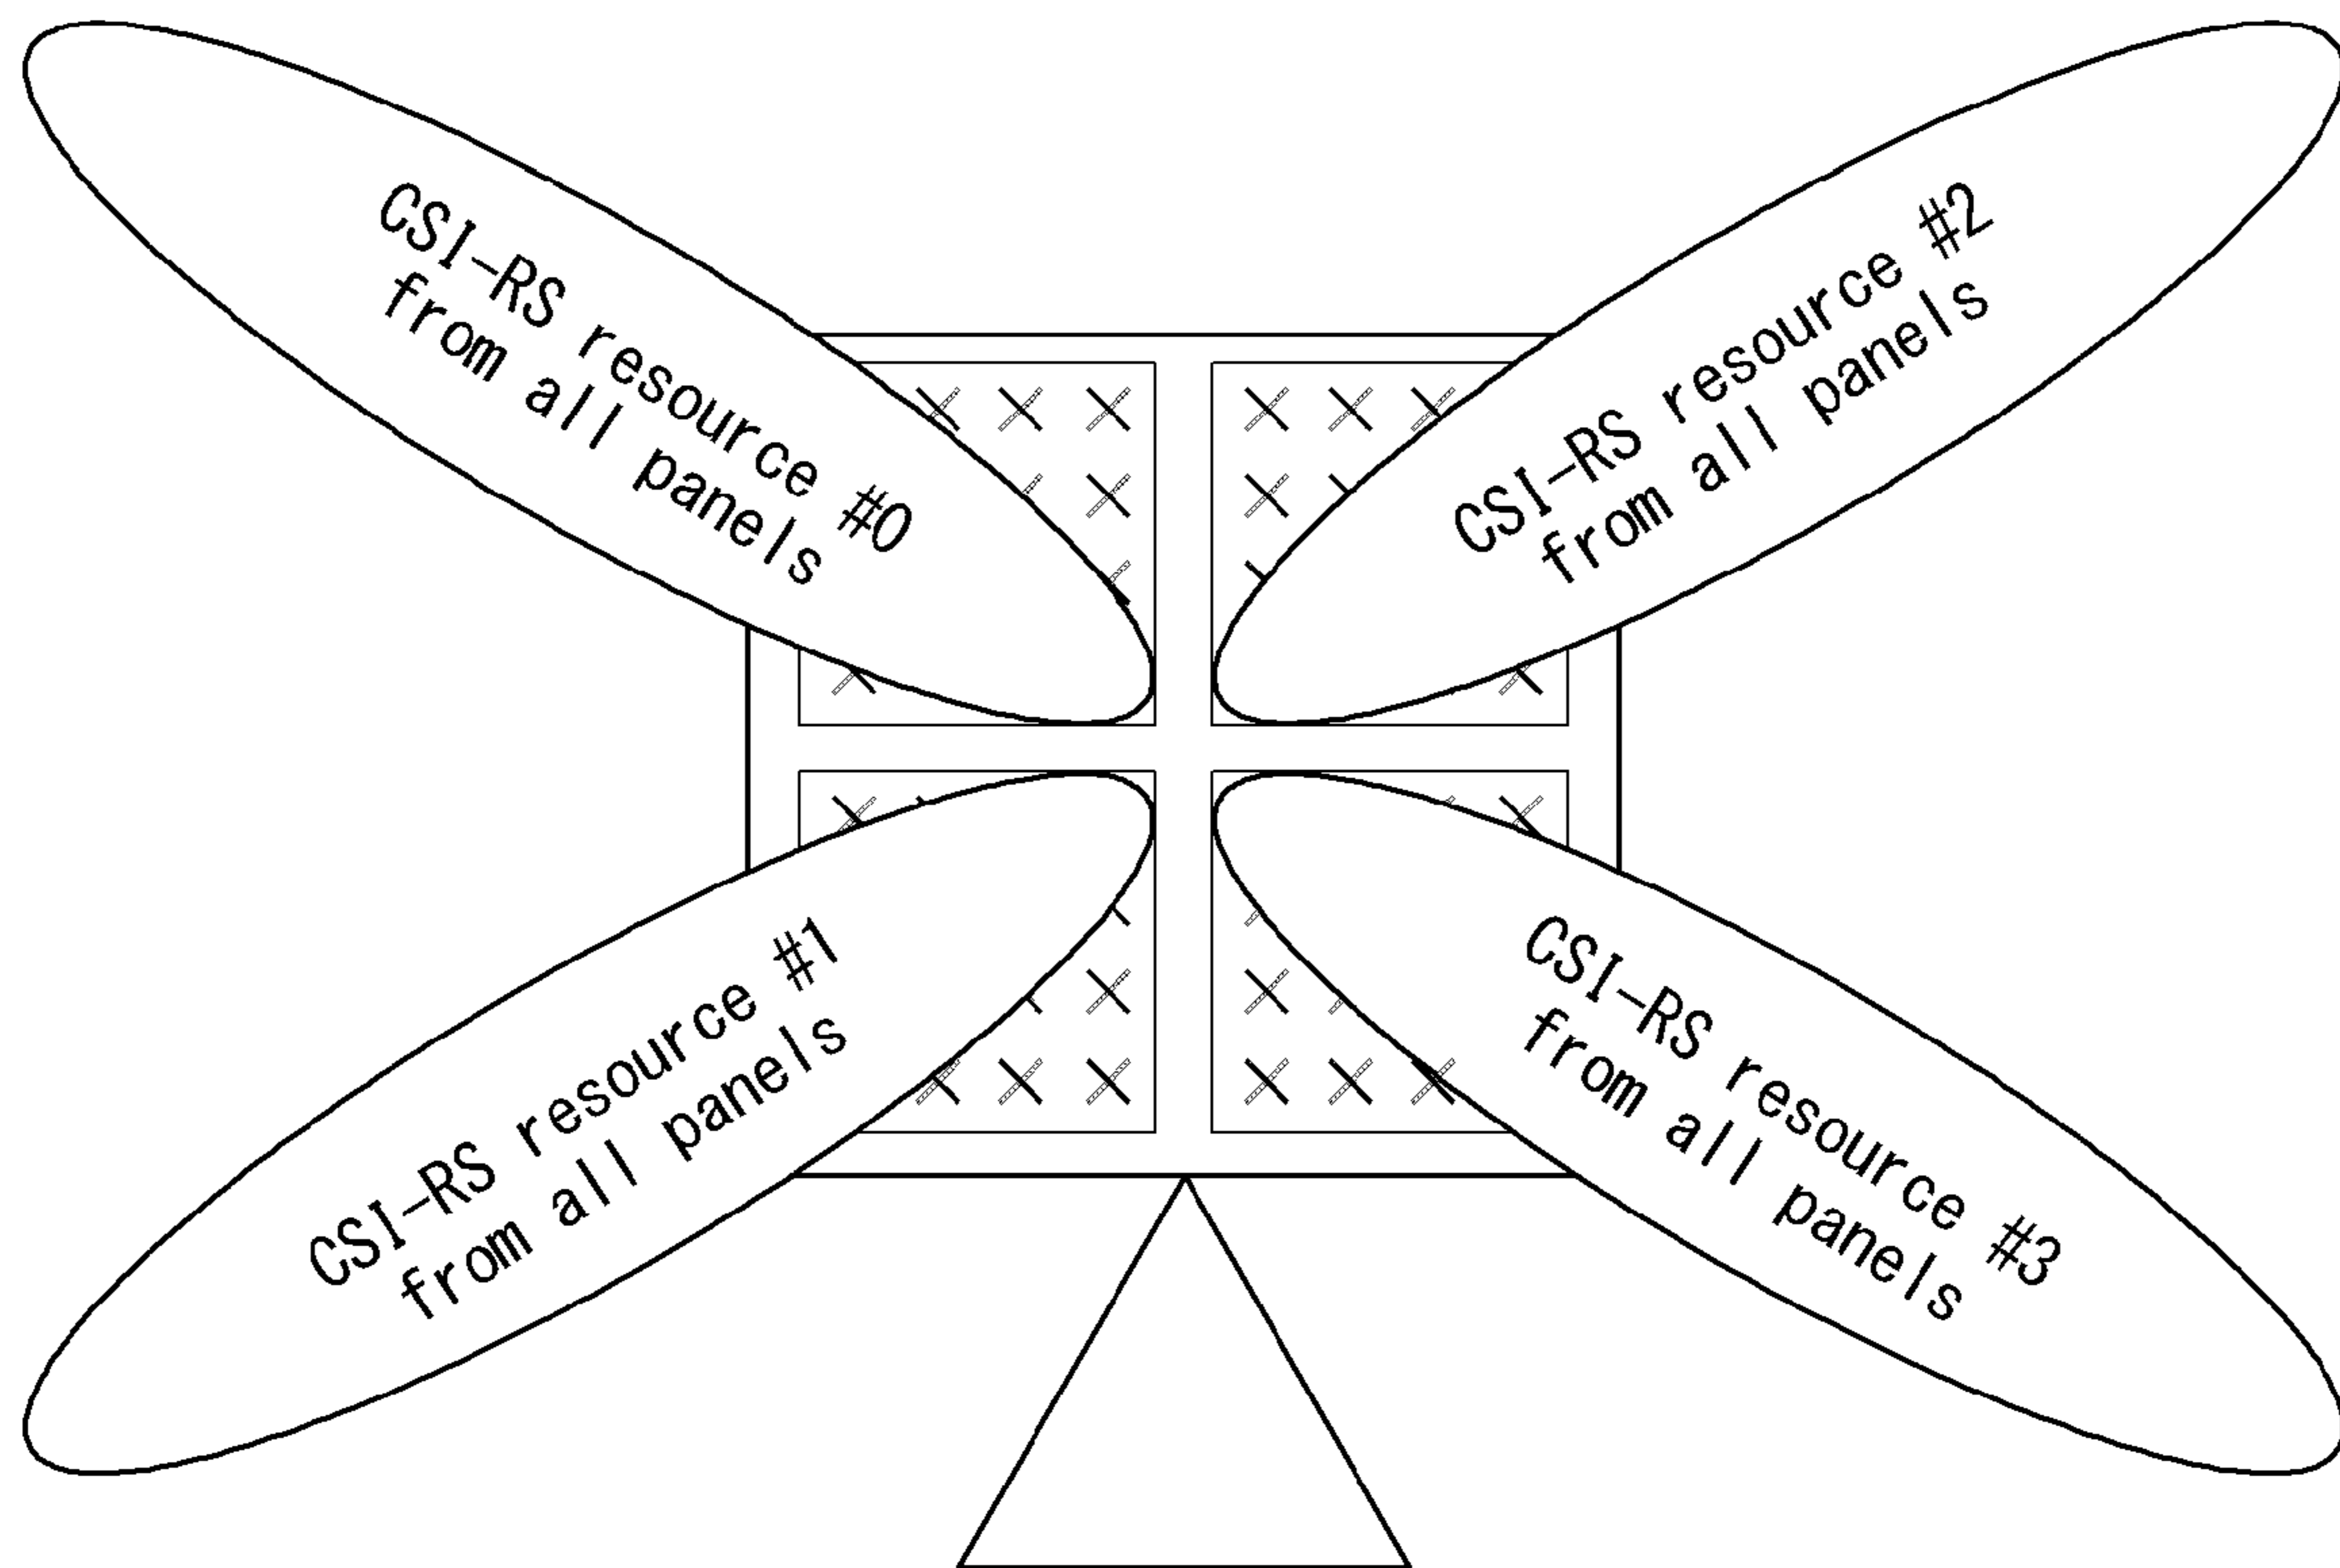 CSI-RS resource #0
from all panels
CSI-RS resource #2
from all panels
CSI-RS resource #1
from all panels
CSI-RS resource #3
from all panels